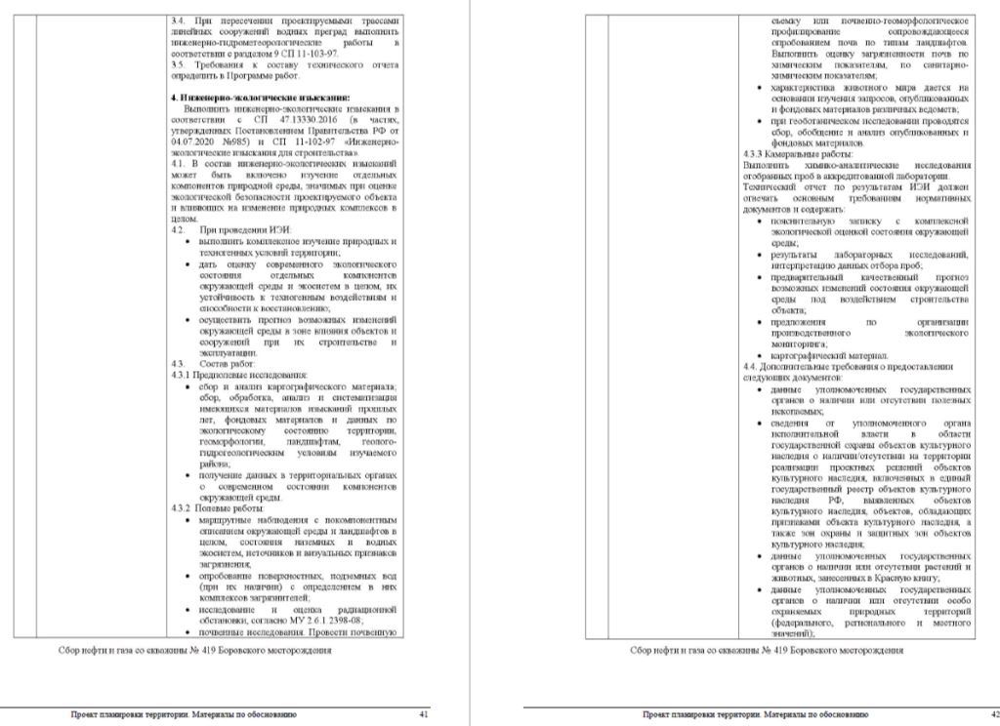 3.4. При пересечении проектируемыми трассами
линейных сооружений водных преград выполнить
инженерно-гидрометеорологические работы в
соответствии с разделом 9 СП 11-103-97.
3.5. Требования к составу технического отчета
определить в Программе работ.
4. Инженерно-экологические изыскания:
Выполнить инженерно-экологические изыскания в
соответствии с СП 47.13330.2016 (в частях,
утвержденных Постановлением Правительства РФ от
04.07.2020 №985) и СП 11-102-97 «Инженерно-
экологические изыскания для строительства».
4.1. В состав инженерно-экологических изысканий
может быть включено изучение отдельных
компонентов природной среды, значимых при оценке
экологической безопасности проектируемого объекта
и влияющих на изменение природных комплексов в
целом.
4.2. При проведении ИЭИ:
• выполнить комплексное изучение природных и
техногенных условий территории;
• дать оценку современного экологического
состояния отдельных компонентов
окружающей среды и экосистем в целом, их
устойчивость к техногенным воздействиям и
способности к восстановлению;
• осуществить прогноз возможных изменений
окружающей среды в зоне влияния объектов и
сооружений при их строительстве и
эксплуатации.
4.3. Состав работ:
4.3.1 Предполевые исследования:
• сбор и анализ картографического материала;
сбор, обработка, анализ и систематизация
имеющихся материалов изысканий прошлых
лет, фондовых материалов и данных по
экологическому состоянию территории,
геоморфологии, ландшафтам, геолого-
гидрогеологическим условиям изучаемого
района;
• получение данных в территориальных органах
о современном состоянии компонентов
окружающей среды.
4.3.2 Полевые работы:
• маршрутные наблюдения с покомпонентным
описанием окружающей среды и ландшафтов в
целом, состояния наземных и водных
экосистем, источников и визуальных признаков
загрязнения;
• опробование поверхностных, подземных вод
(при их наличии) с определением в них
комплексов загрязнителей;
• исследование и оценка радиационной
обстановки, согласно МУ 2.6.1.2398-08;
• почвенные исследования. Провести почвенную
Сбор нефти и газа со скважины № 419 Боровского месторождения
Проект планировки территории. Материалы по обоснованию 41
съемку или почвенно-геоморфологическое
профилирование сопровождающееся
опробованием почв по типам ландшафтов.
Выполнить оценку загрязненности почв по
химическим показателям, по санитарно-
химическим показателям;
• характеристика животного мира дается на
основании изучения запросов, опубликованных
и фондовых материалов различных ведомств;
• при геоботаническом исследовании проводятся
сбор, обобщение и анализ опубликованных и
фондовых материалов.
4.3.3 Камеральные работы:
Выполнить химико-аналитические исследования
отобранных проб в аккредитованной лаборатории.
Технический отчет по результатам ИЭИ должен
отвечать основным требованиям нормативных
документов и содержать:
• пояснительную записку с комплексной
экологической оценкой состояния окружающей
среды;
• результаты лабораторных исследований,
интерпретацию данных отбора проб;
• предварительный качественный прогноз
возможных изменений состояния окружающей
среды под воздействием строительства
объекта;
• предложения по организации
производственного экологического
мониторинга;
• картографический материал.
4.4. Дополнительные требования о предоставлении
следующих документов:
• данные уполномоченных государственных
органов о наличии или отсутствии полезных
ископаемых;
• сведения от уполномоченного органа
исполнительной власти в области
государственной охраны объектов культурного
наследия о наличии/отсутствии на территории
реализации проектных решений объектов
культурного наследия, включенных в единый
государственный реестр объектов культурного
наследия РФ, выявленных объектов
культурного наследия, объектов, обладающих
признаками объекта культурного наследия, а
также зон охраны и защитных зон объектов
культурного наследия;
• данные уполномоченных государственных
органов о наличии или отсутствии растений и
животных, занесенных в Красную книгу;
• данные уполномоченных государственных
органов о наличии или отсутствии особо
охраняемых природных территорий
(федерального, регионального и местного
значений);
Сбор нефти и газа со скважины № 419 Боровского месторождения
Проект планировки территории. Материалы по обоснованию 42